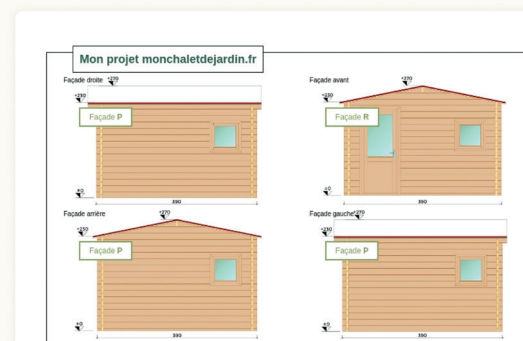 Mon projet monchaletdejardin.fr
Façade droite +270
+230
Façade P
±0
390
Façade avant +270
+230
Façade R
±0
390
Façade arrière +270
+230
Façade P
±0
390
Façade gauche +270
+230
Façade P
±0
390